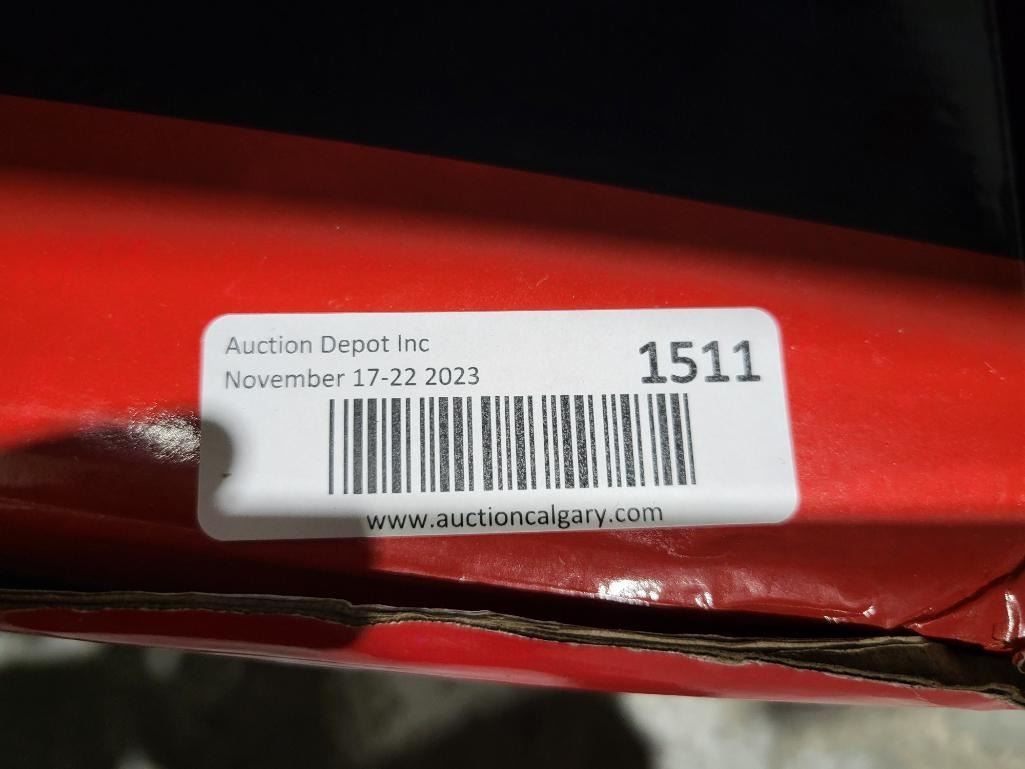 Auction Depot Inc
November 17-22 2023
1511
www.auctioncalgary.com